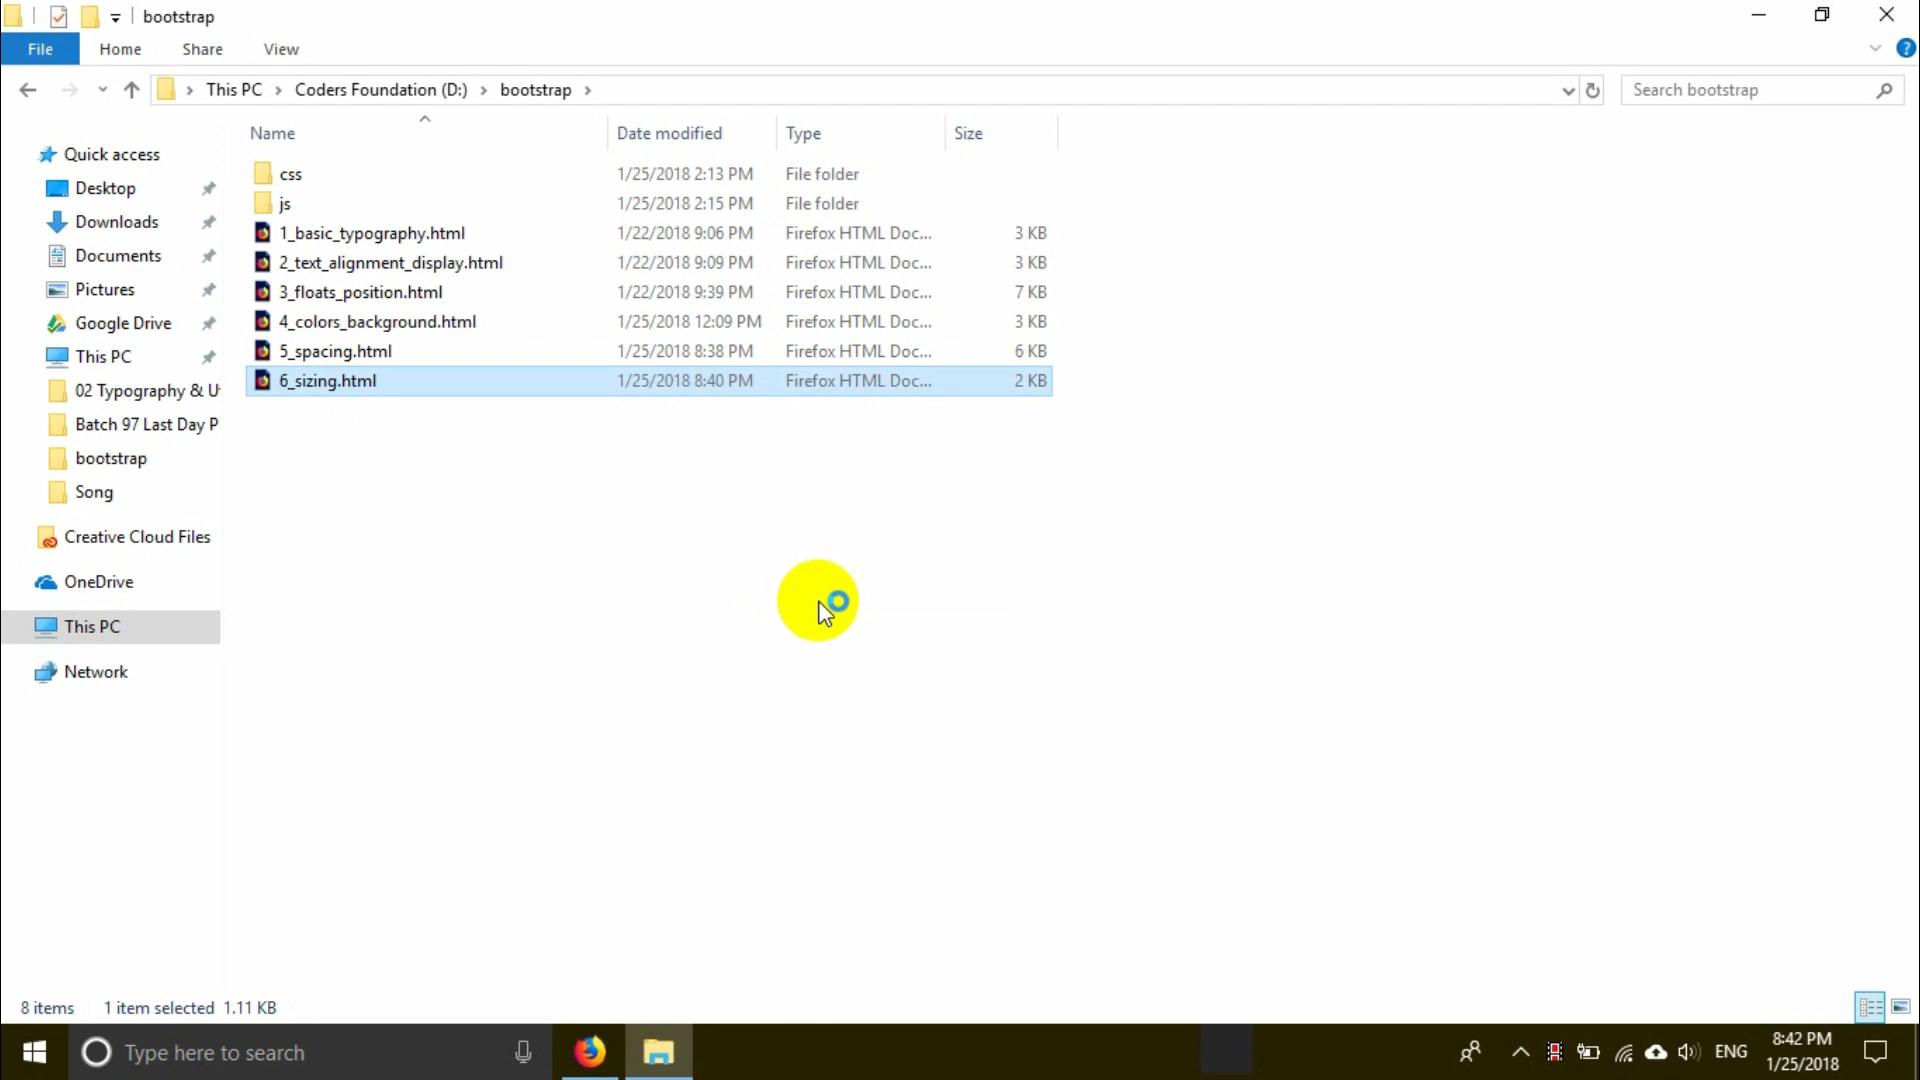 bootstrap
File Home Share View
This PC Coders Foundation (D:) bootstrap Search bootstrap
Name Date modified Type Size
Quick access
Desktop
Downloads
Documents
Pictures
Google Drive
This PC
02 Typography & U
Batch 97 Last Day P
bootstrap
Song
Creative Cloud Files
OneDrive
This PC
Network
css 1/25/2018 2:13 PM File folder
js 1/25/2018 2:15 PM File folder
1_basic_typography.html 1/22/2018 9:06 PM Firefox HTML Doc... 3 KB
2_text_alignment_display.html 1/22/2018 9:09 PM Firefox HTML Doc... 3 KB
3_floats_position.html 1/22/2018 9:39 PM Firefox HTML Doc... 7 KB
4_colors_background.html 1/25/2018 12:09 PM Firefox HTML Doc... 3 KB
5_spacing.html 1/25/2018 8:38 PM Firefox HTML Doc... 6 KB
6_sizing.html 1/25/2018 8:40 PM Firefox HTML Doc... 2 KB
8 items 1 item selected 1.11 KB
Type here to search
ENG
8:42 PM
1/25/2018